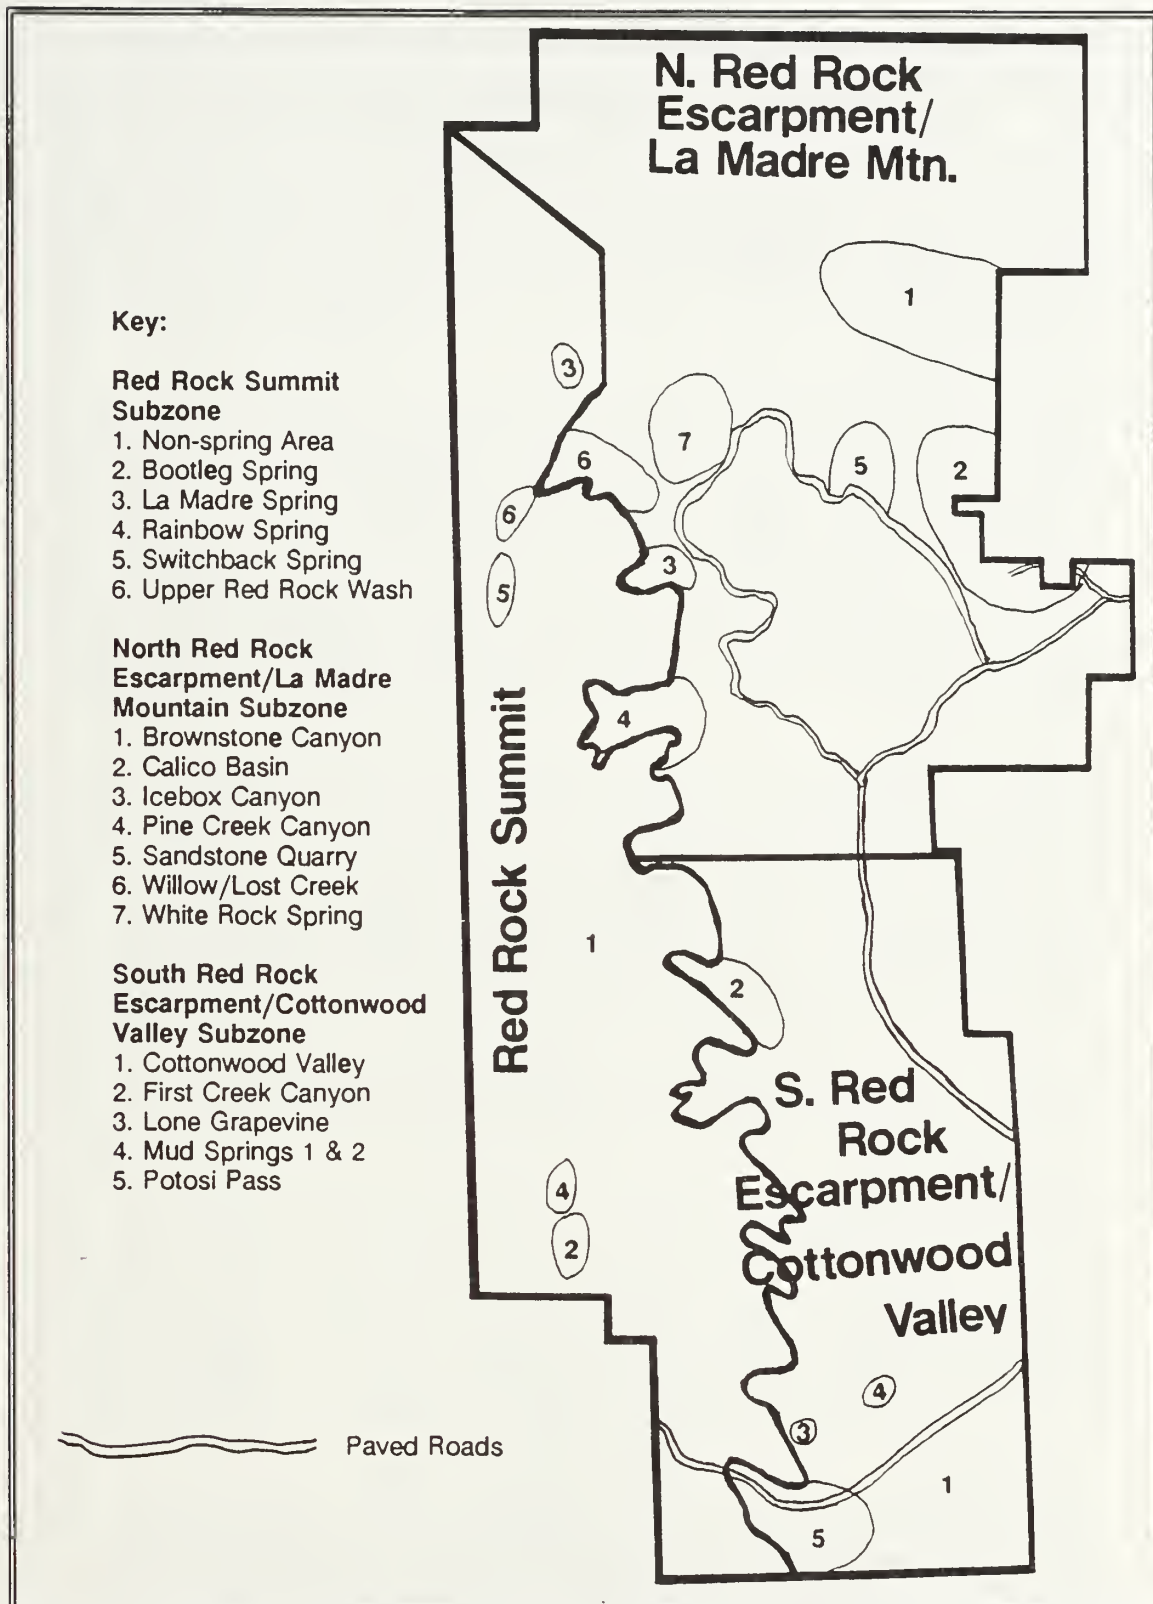 N. Red Rock
Escarpment/
La Madre Mtn.
1
Key:
Red Rock Summit
Subzone
1. Non-spring Area
2. Bootleg Spring
3. La Madre Spring
4. Rainbow Spring
5. Switchback Spring
6. Upper Red Rock Wash
North Red Rock
Escarpment/La Madre
Mountain Subzone
1. Brownstone Canyon
2. Calico Basin
3. Icebox Canyon
4. Pine Creek Canyon
5. Sandstone Quarry
6. Willow/Lost Creek
7. White Rock Spring
South Red Rock
Escarpment/Cottonwood
Valley Subzone
1. Cottonwood Valley
2. First Creek Canyon
3. Lone Grapevine
4. Mud Springs 1 & 2
5. Potosi Pass
3
7
6
5
2
6
3
5
4
Red Rock Summit
1
2
S. Red
Rock
Escarpment/
Cottonwood
Valley
4
2
4
3
1
5
Paved Roads